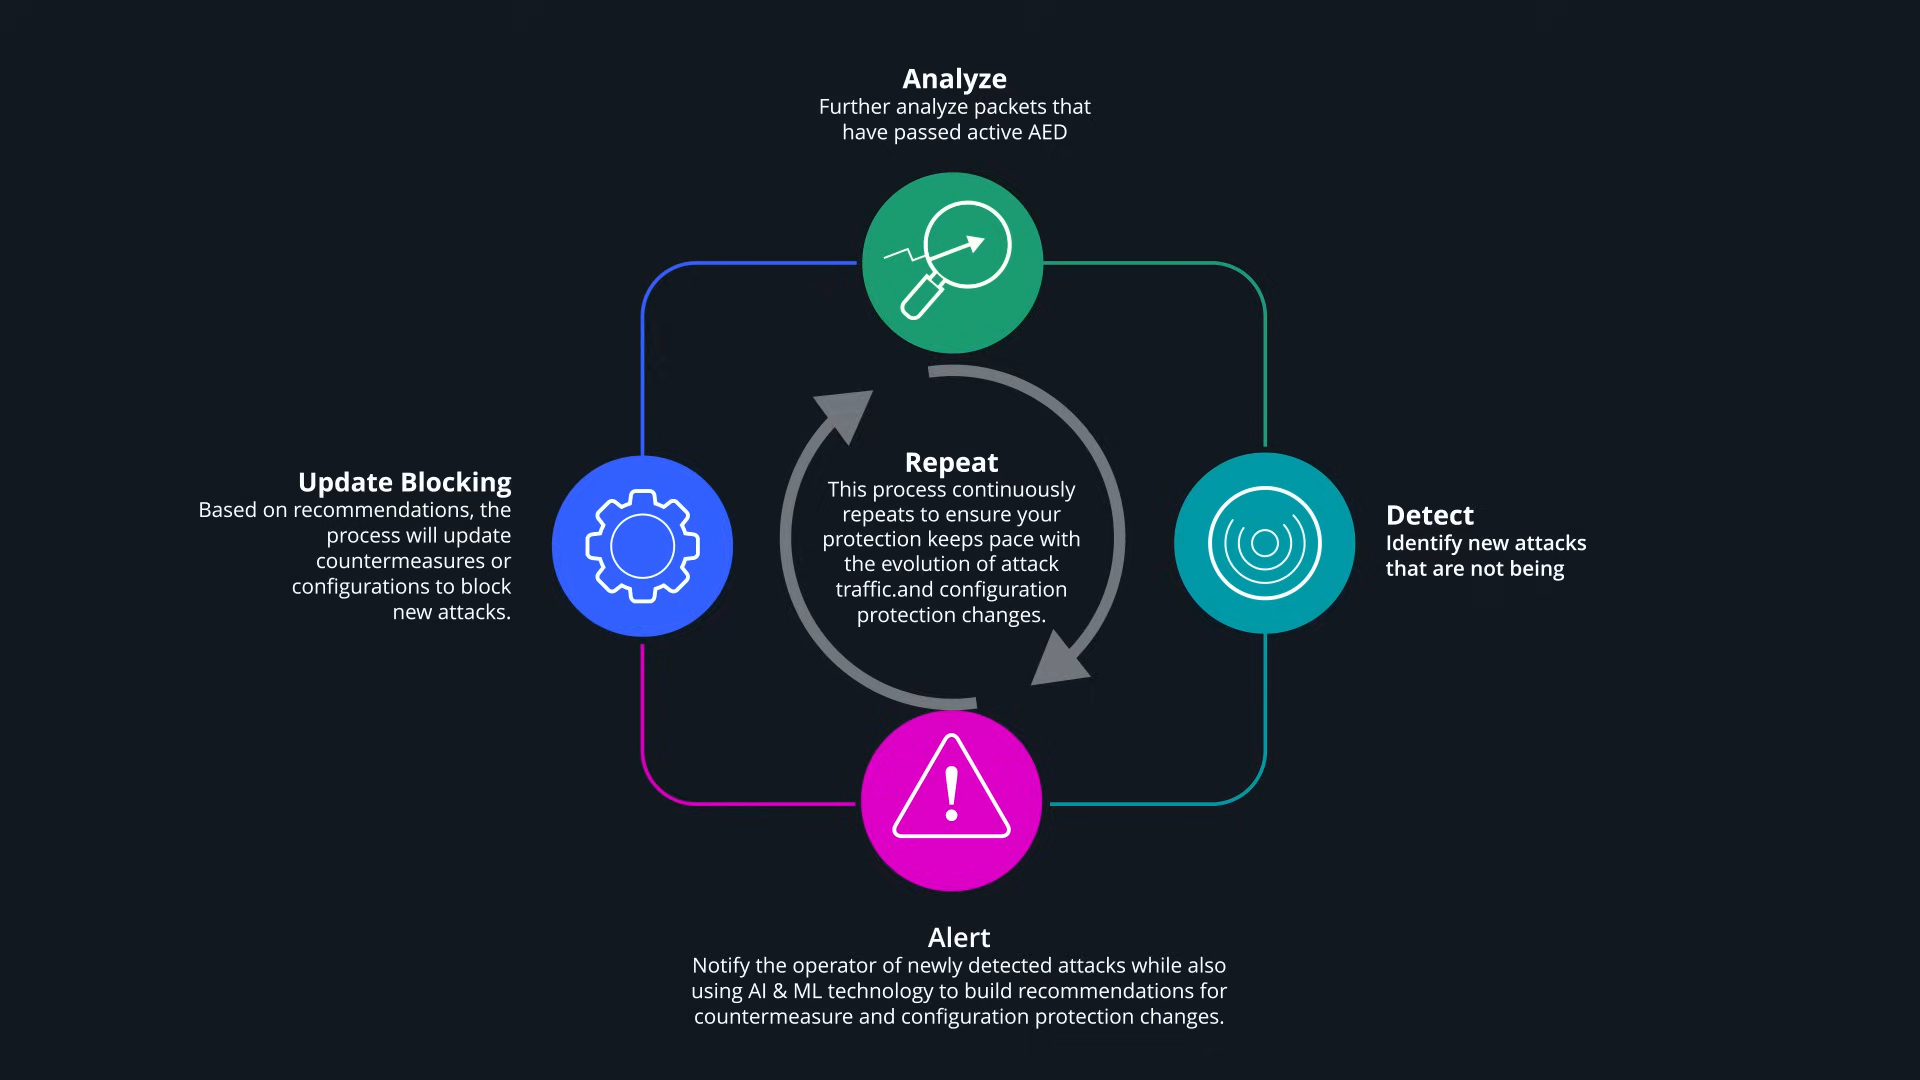 Analyze
Further analyze packets that
have passed active AED
Update Blocking
Based on recommendations, the
process will update
countermeasures or
configurations to block
new attacks.
Repeat
This process continuously
repeats to ensure your
protection keeps pace with
the evolution of attack
traffic.and configuration
protection changes.
Detect
Identify new attacks
that are not being
Alert
Notify the operator of newly detected attacks while also
using AI & ML technology to build recommendations for
countermeasure and configuration protection changes.